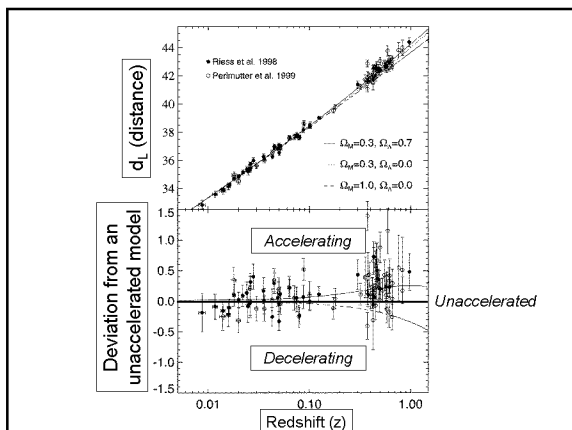 44
42
40
38
36
34
d_L (distance)
Riess et al. 1998
Perlmutter et al. 1999
Ω_M=0.3, Ω_Λ=0.7
Ω_M=0.3, Ω_Λ=0.0
Ω_M=1.0, Ω_Λ=0.0
1.5
1.0
0.5
0.0
-0.5
-1.0
-1.5
Deviation from an
unaccelerated model
Accelerating
Unaccelerated
Decelerating
0.01
0.10
1.00
Redshift (z)